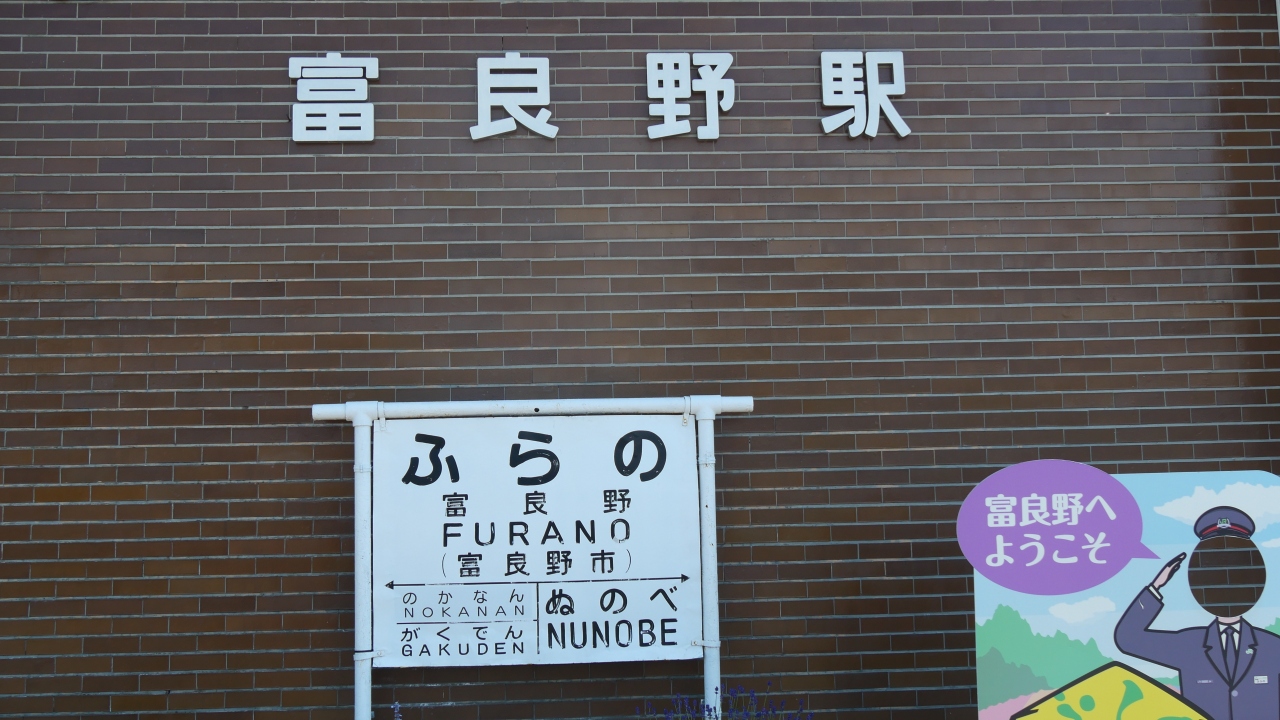 富良野駅
ふらの
富良野
FURANO
(富良野市)
のかなん
NOKANAN
がくでん
GAKUDEN
ぬのべ
NUNOBE
富良野へ
ようこそ